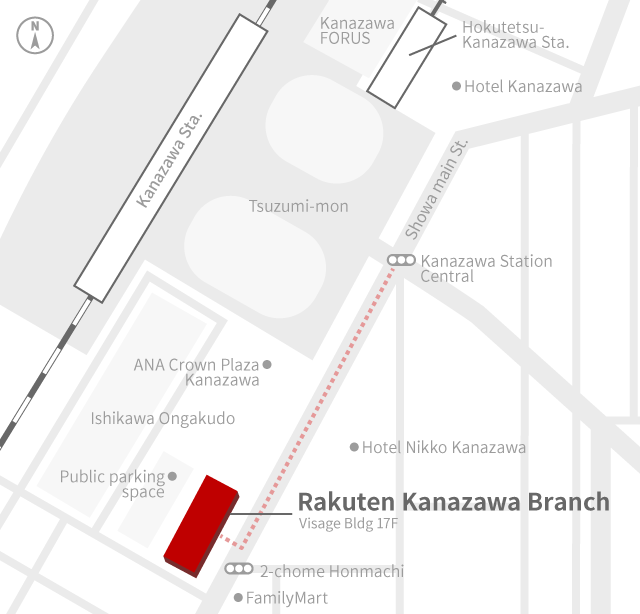 N
Kanazawa
FORUS
Hokutetsu-
Kanazawa Sta.
Hotel Kanazawa
Kanazawa Sta.
Showa main St.
Tsuzumi-mon
Kanazawa Station
Central
ANA Crown Plaza
Kanazawa
Ishikawa Ongakudo
Hotel Nikko Kanazawa
Public parking
space
Rakuten Kanazawa Branch
Visage Bldg 17F
2-chome Honmachi
FamilyMart